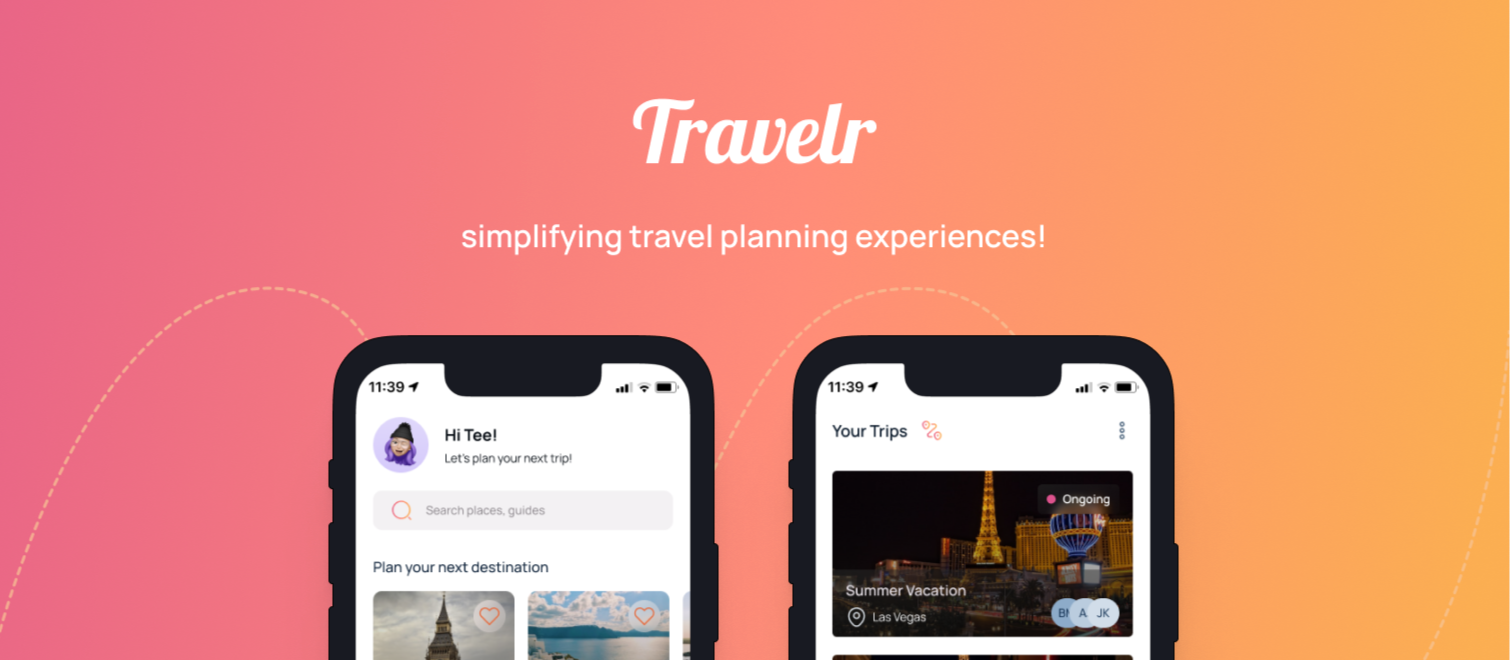 Travelr
simplifying travel planning experiences!
11:39
Hi Tee!
Let's plan your next trip!
Search places, guides
Plan your next destination
11:39
Your Trips
Ongoing
Summer Vacation
Las Vegas
A JK